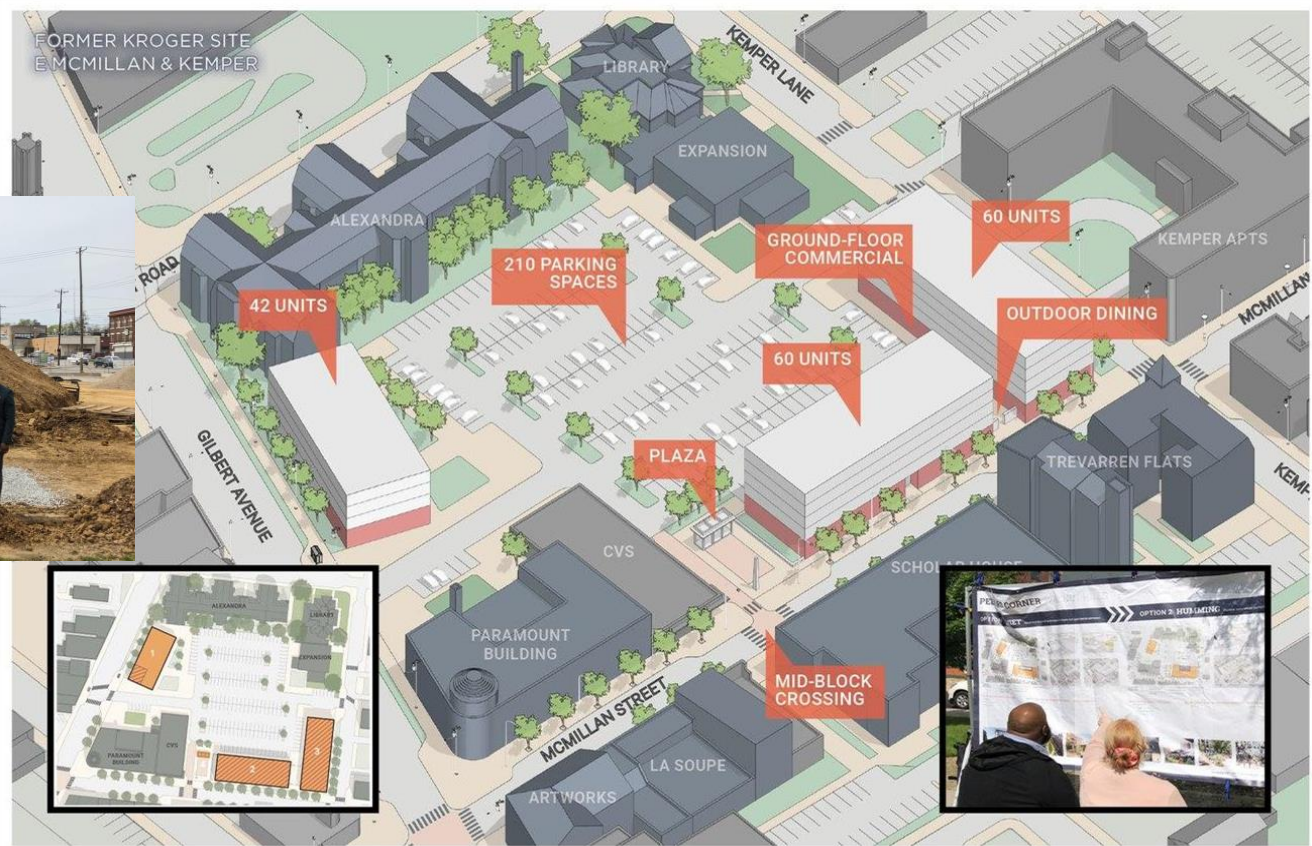 FORMER KROGER SITE
E MCMILLAN & KEMPER
LIBRARY
KEMPER LANE
EXPANSION
ALEXANDRA
60 UNITS
GROUND-FLOOR
COMMERCIAL
KEMPER APTS
210 PARKING
SPACES
ROAD
42 UNITS
OUTDOOR DINING
MCMILLAN
60 UNITS
GILBERT AVENUE
PLAZA
TREVARREN FLATS
CVS
PARAMOUNT
BUILDING
MID-BLOCK
CROSSING
MCMILLAN STREET
LA SOUPE
ARTWORKS
ALEXANDRA
LIBRARY
EXPANSION
1
PARAMOUNT
BUILDING
CVS
2
3
CORNER
OPTION 2: HUMMING